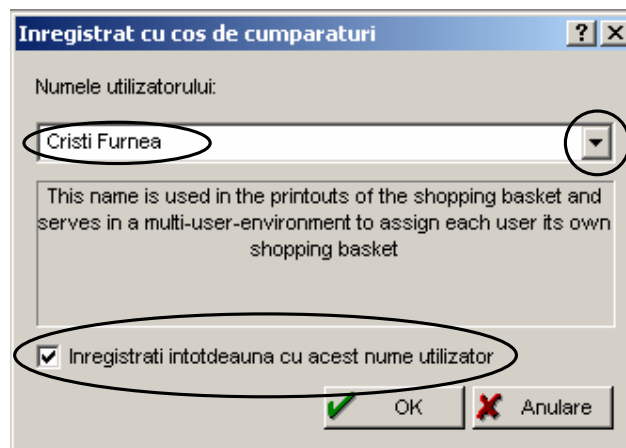 Inregistrat cu cos de cumparaturi
Numele utilizatorului:
Cristi Furnea
This name is used in the printouts of the shopping basket and
serves in a multi-user-environment to assign each user its own
shopping basket
Inregistrati intotdeauna cu acest nume utilizator
OK Anulare